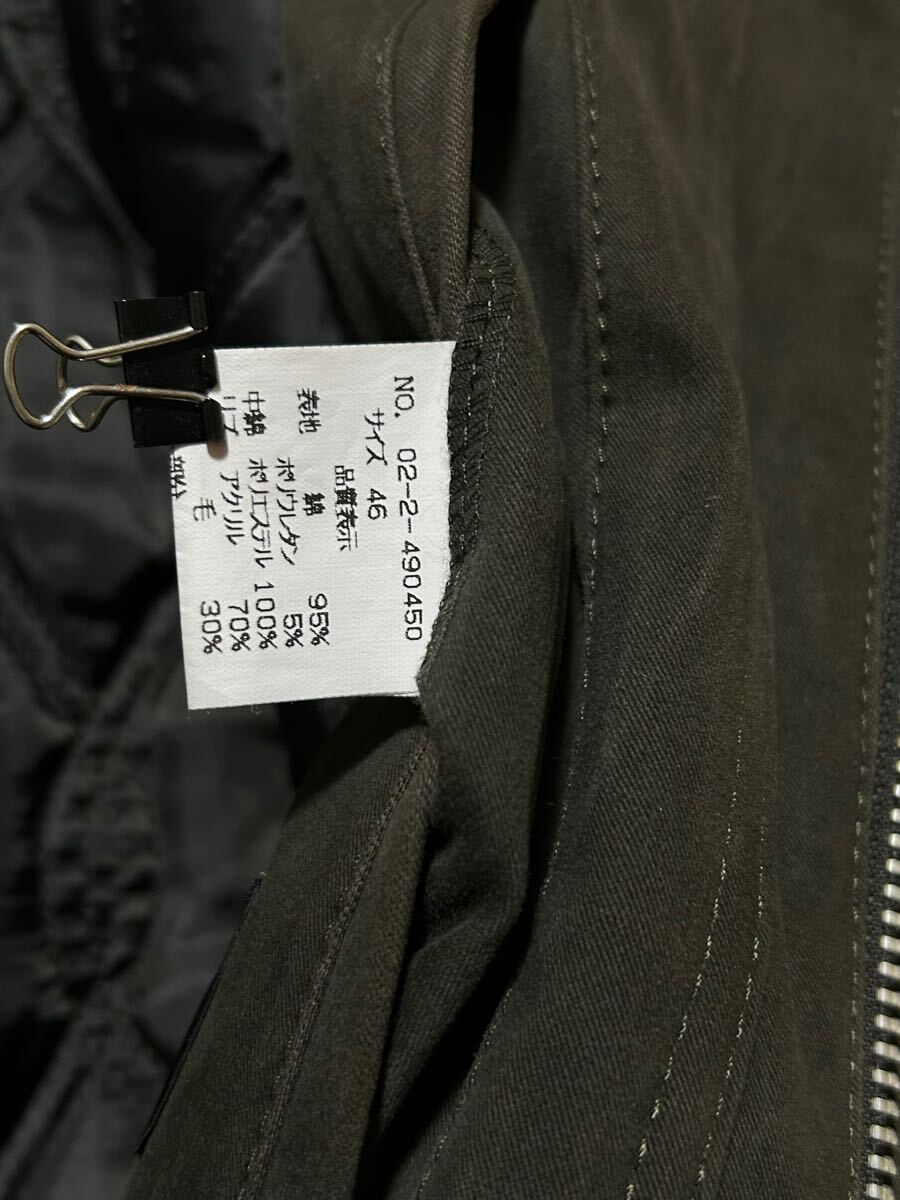 NO. 02-2-490450
サイズ 46
品質表示
表地 綿 95%
ポリウレタン 5%
中綿 ポリエステル 100%
リブ アクリル 70%
部分 毛 30%